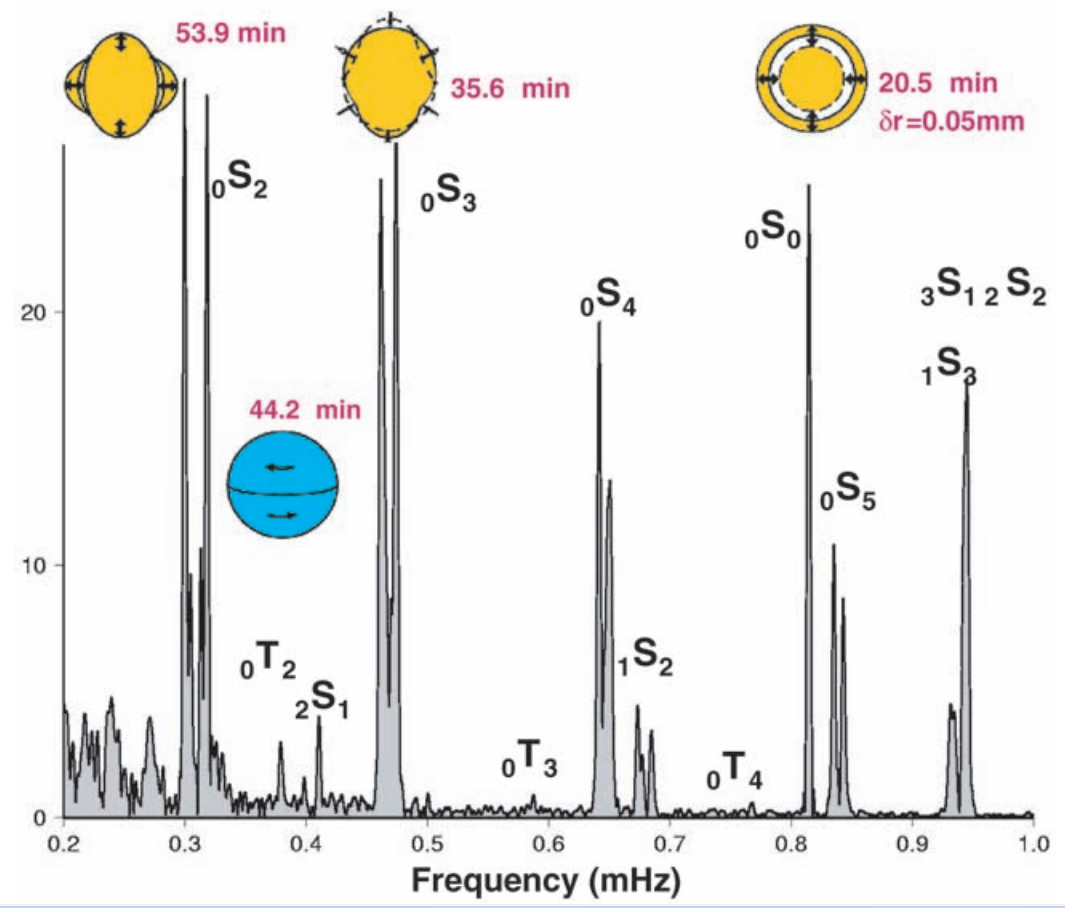 53.9 min
35.6 min
20.5 min
δr=0.05mm
0S2
0S3
0S0
3S1 2S2
0S4
1S3
44.2 min
0S5
0T2
1S2
2S1
0T3
0T4
20
10
0
0.2 0.3 0.4 0.5 0.6 0.7 0.8 0.9 1.0
Frequency (mHz)